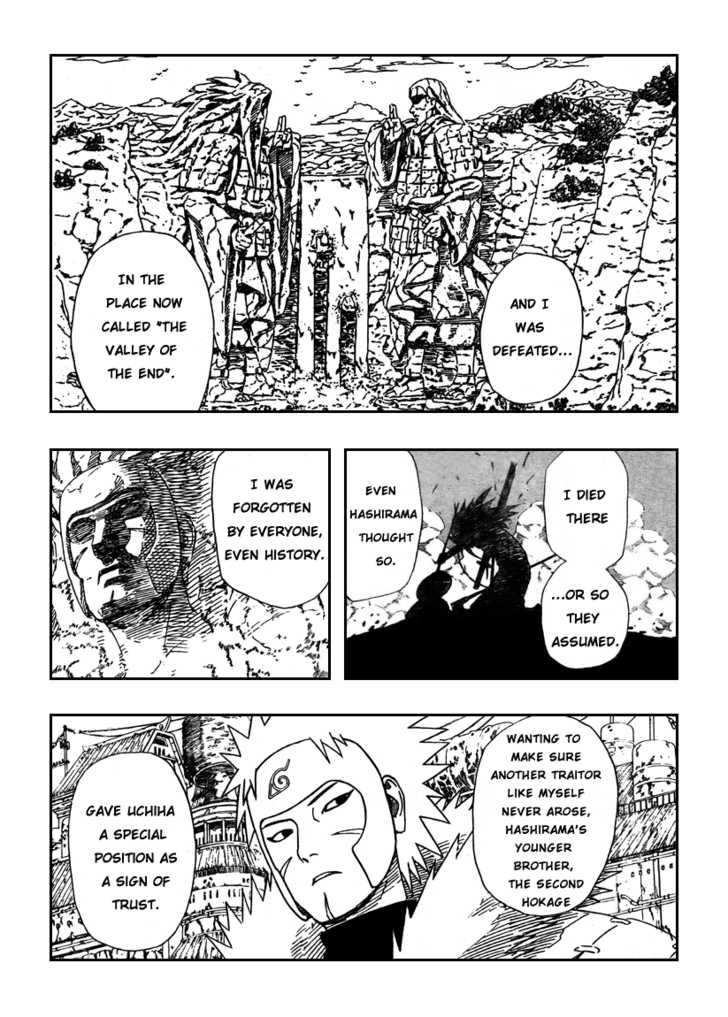 AND I
WAS
DEFEATED...
IN THE
PLACE NOW
CALLED "THE
VALLEY OF
THE END".
I DIED
THERE
...OR SO
THEY
ASSUMED.
EVEN
HASHIRAMA
THOUGHT
SO.
I WAS
FORGOTTEN
BY EVERYONE,
EVEN HISTORY.
WANTING TO
MAKE SURE
ANOTHER TRAITOR
LIKE MYSELF
NEVER AROSE,
HASHIRAMA'S
YOUNGER
BROTHER,
THE SECOND
HOKAGE
GAVE UCHIHA
A SPECIAL
POSITION AS
A SIGN OF
TRUST.